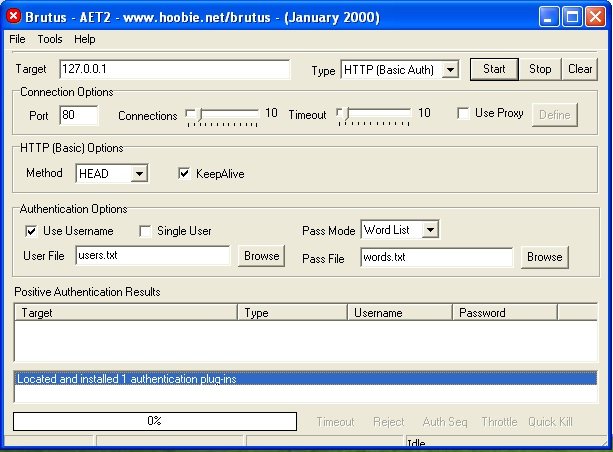 Brutus - AET2 - www.hoobie.net/brutus - (January 2000)
File Tools Help
Target 127.0.0.1 Type HTTP (Basic Auth) Start Stop Clear
Connection Options
Port 80 Connections 10 Timeout 10 Use Proxy Define
HTTP (Basic) Options
Method HEAD KeepAlive
Authentication Options
Use Username Single User Pass Mode Word List
User File users.txt Browse Pass File words.txt Browse
Positive Authentication Results
Target Type Username Password
Located and installed 1 authentication plug-ins
0% Timeout Reject Auth Seq Throttle Quick Kill
Idle